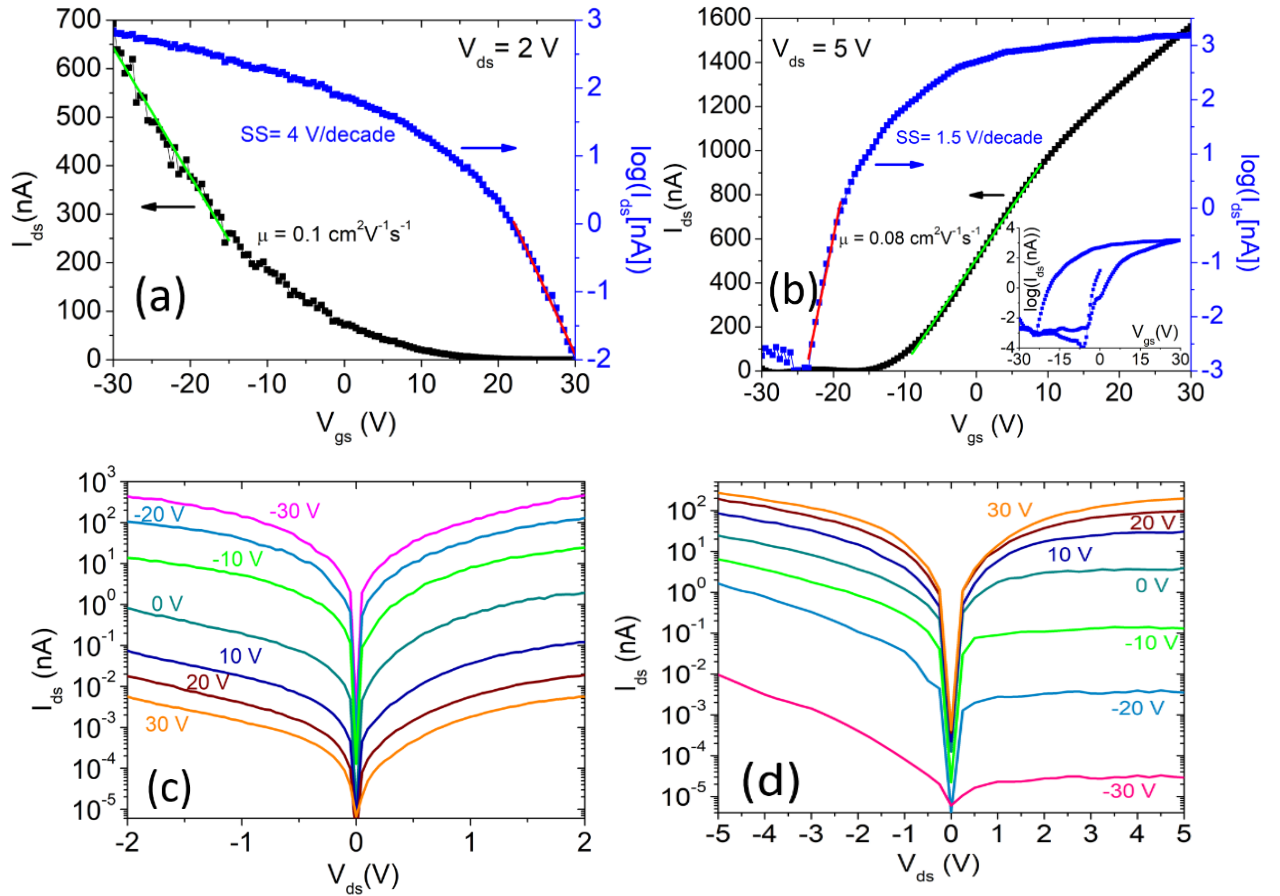 700
600
500
400
300
200
100
0
I_ds(nA)
V_ds = 2 V
SS= 4 V/decade
μ = 0.1 cm²V⁻¹s⁻¹
(a)
3
2
1
0
-1
-2
log(I_ds[nA])
-30 -20 -10 0 10 20 30
V_gs (V)
1600
1400
1200
1000
800
600
400
200
0
I_ds(nA)
V_ds = 5 V
SS= 1.5 V/decade
μ = 0.08 cm²V⁻¹s⁻¹
(b)
3
2
1
0
-1
-2
-3
log(I_ds[nA])
-30 -20 -10 0 10 20 30
V_gs (V)
4
2
0
-2
-4
log(I_ds(nA))
V_gs(V)
-30 -15 0 15 30
10³
10²
10¹
10⁰
10⁻¹
10⁻²
10⁻³
10⁻⁴
10⁻⁵
I_ds (nA)
-30 V
-20 V
-10 V
0 V
10 V
20 V
30 V
(c)
-2 -1 0 1 2
V_ds(V)
10²
10¹
10⁰
10⁻¹
10⁻²
10⁻³
10⁻⁴
10⁻⁵
I_ds (nA)
30 V
20 V
10 V
0 V
-10 V
-20 V
-30 V
(d)
-5 -4 -3 -2 -1 0 1 2 3 4 5
V_ds(V)